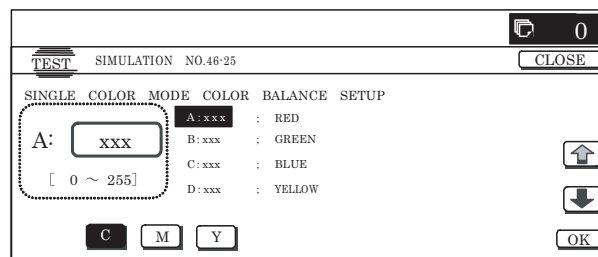 0
TEST SIMULATION NO.46-25 CLOSE
SINGLE COLOR MODE COLOR BALANCE SETUP
A: xxx
[ 0 ~ 255]
A: xxx ; RED
B: xxx ; GREEN
C: xxx ; BLUE
D: xxx ; YELLOW
C M Y OK